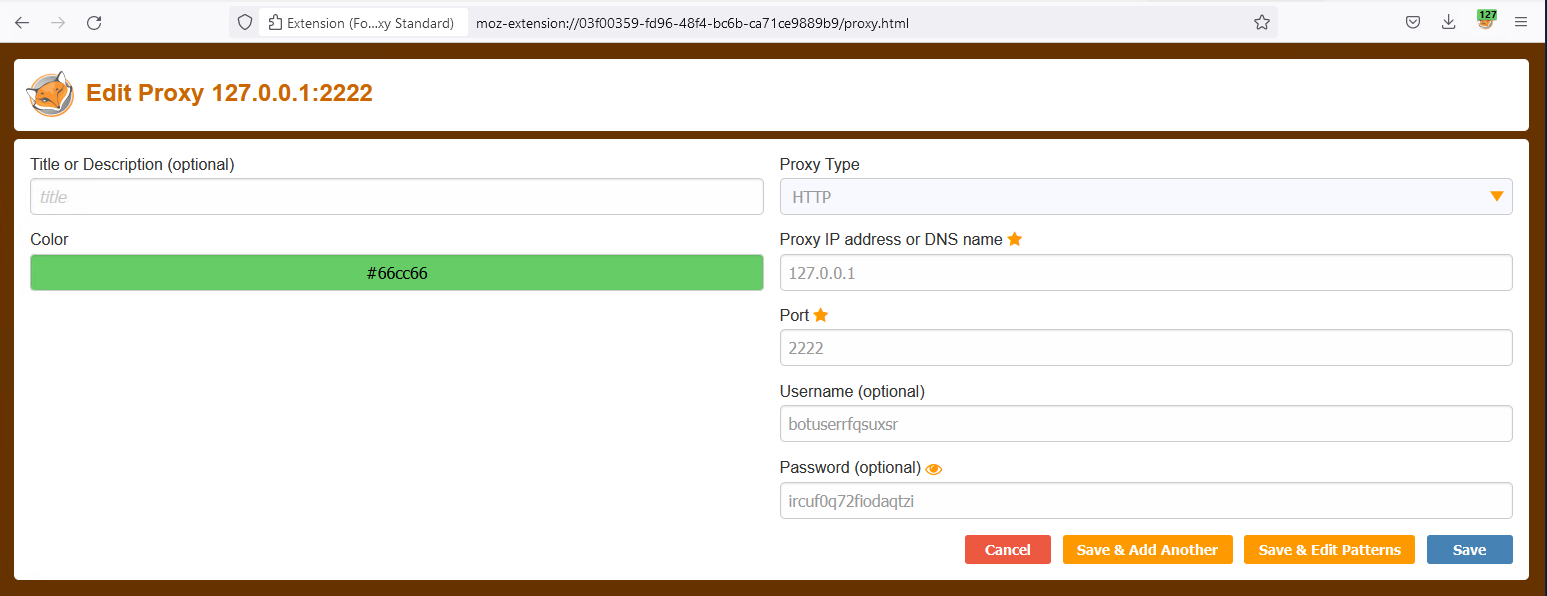 Extension (Fo...xy Standard)
moz-extension://03f00359-fd96-48f4-bc6b-ca71ce9889b9/proxy.html
127
Edit Proxy 127.0.0.1:2222
Title or Description (optional)
title
Color
#66cc66
Proxy Type
HTTP
Proxy IP address or DNS name
127.0.0.1
Port
2222
Username (optional)
botuserrfqsuxsr
Password (optional)
ircuf0q72fiodaqtzi
Cancel
Save & Add Another
Save & Edit Patterns
Save